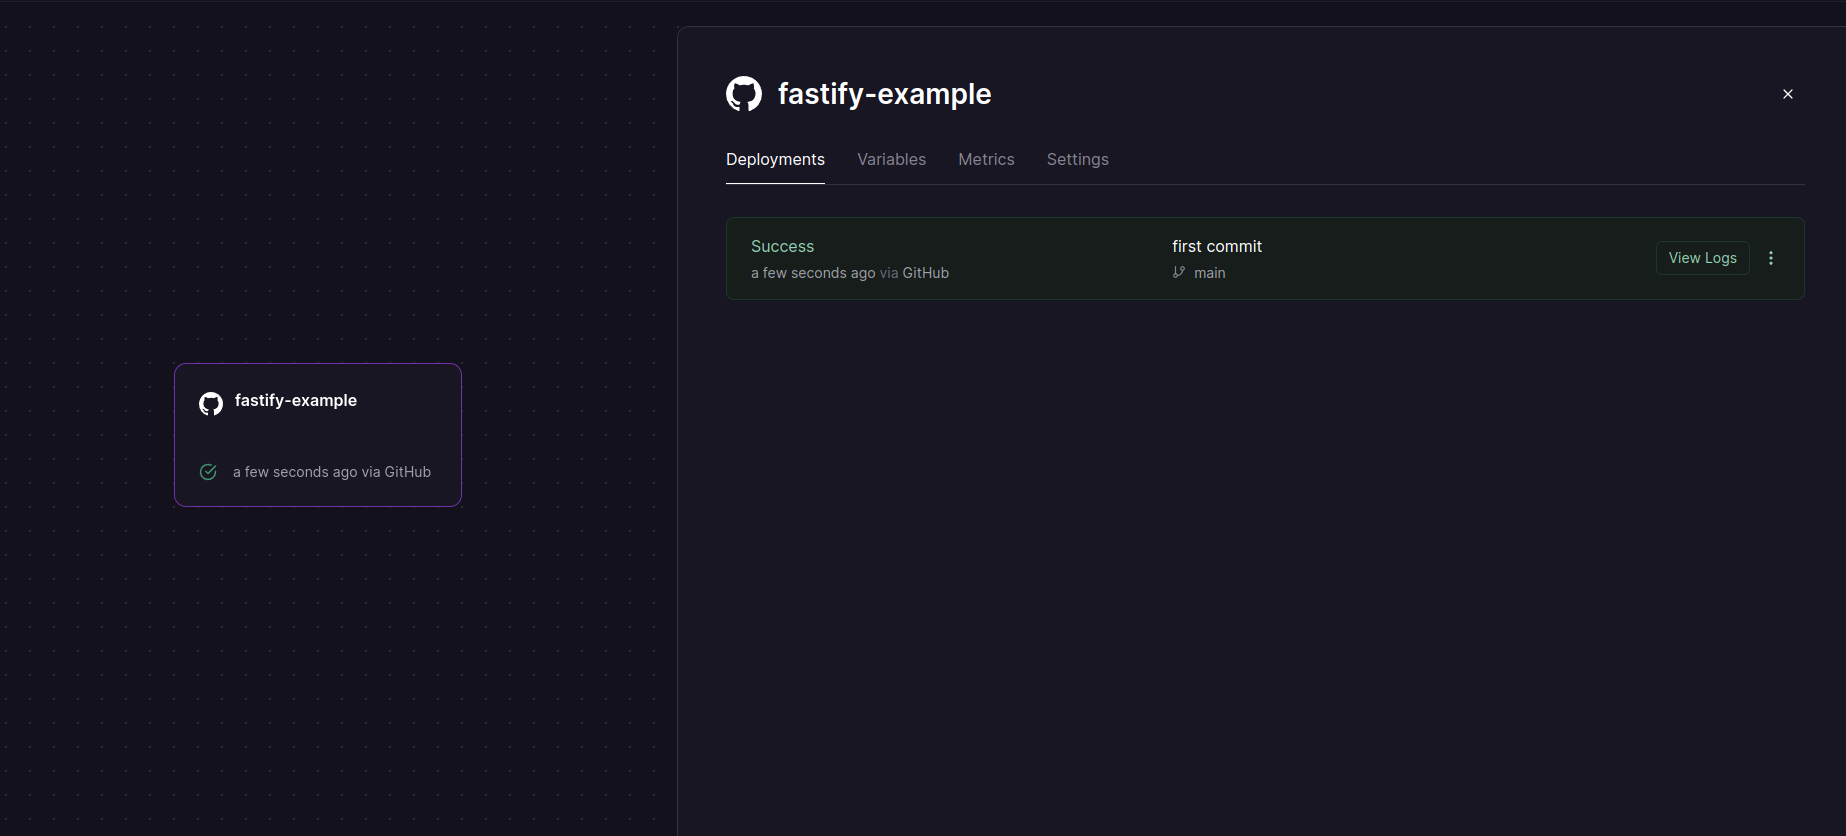 fastify-example
a few seconds ago via GitHub
fastify-example
Deployments Variables Metrics Settings
Success
a few seconds ago via GitHub
first commit
main
View Logs